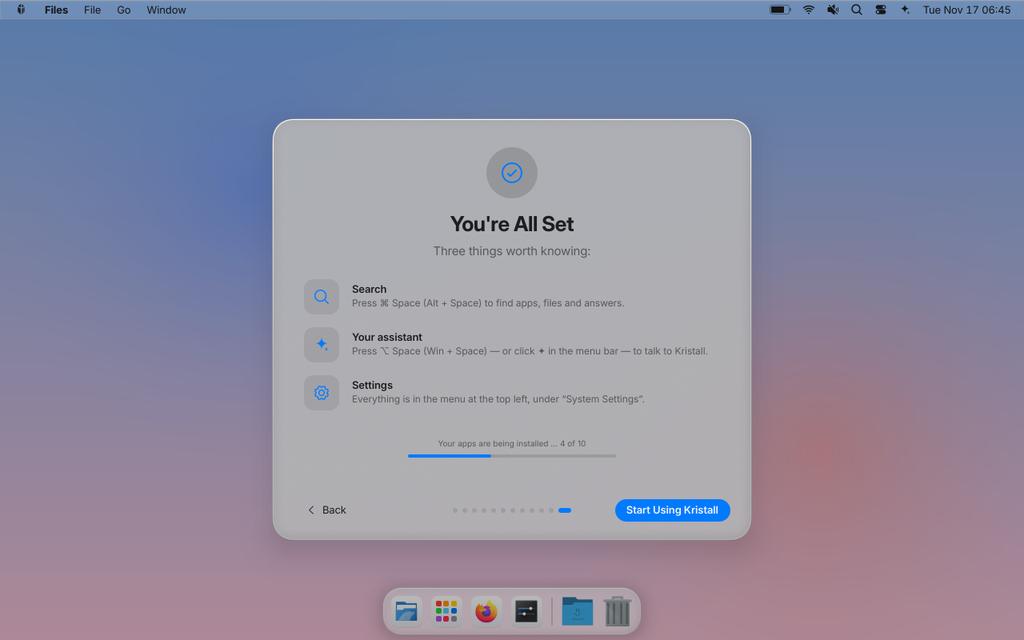 Files File Go Window Tue Nov 17 06:45
You're All Set
Three things worth knowing:
Search
Press ⌘ Space (Alt + Space) to find apps, files and answers.
Your assistant
Press ⌥ Space (Win + Space) — or click ✦ in the menu bar — to talk to Kristall.
Settings
Everything is in the menu at the top left, under “System Settings”.
Your apps are being installed ... 4 of 10
Back
Start Using Kristall